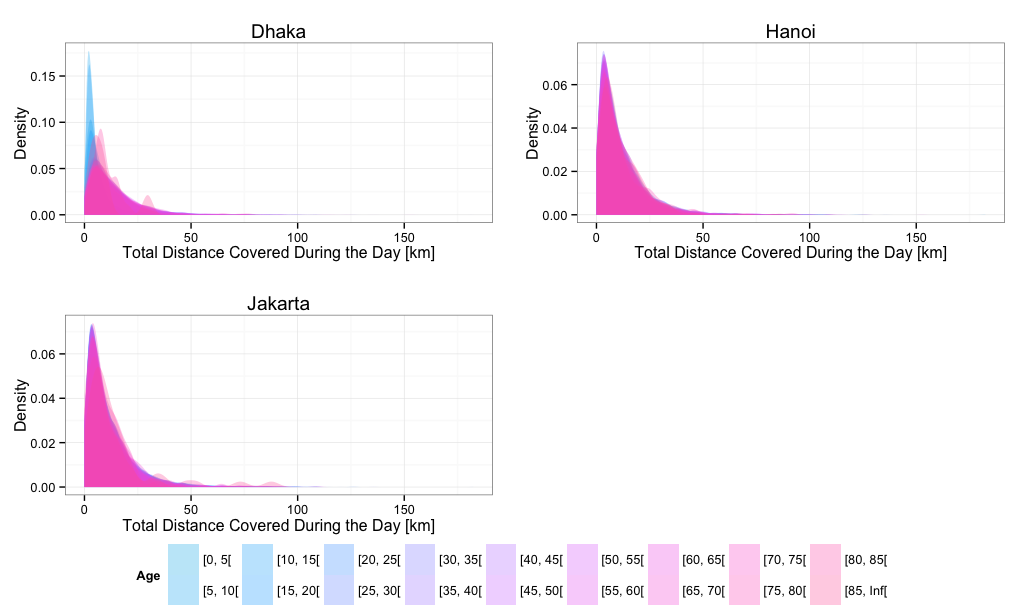 Dhaka
Density
0.15
0.10
0.05
0.00
0 50 100 150
Total Distance Covered During the Day [km]
Hanoi
Density
0.06
0.04
0.02
0.00
0 50 100 150
Total Distance Covered During the Day [km]
Jakarta
Density
0.06
0.04
0.02
0.00
0 50 100 150
Total Distance Covered During the Day [km]
Age
[0, 5[ [10, 15[ [20, 25[ [30, 35[ [40, 45[ [50, 55[ [60, 65[ [70, 75[ [80, 85[
[5, 10[ [15, 20[ [25, 30[ [35, 40[ [45, 50[ [55, 60[ [65, 70[ [75, 80[ [85, Inf[